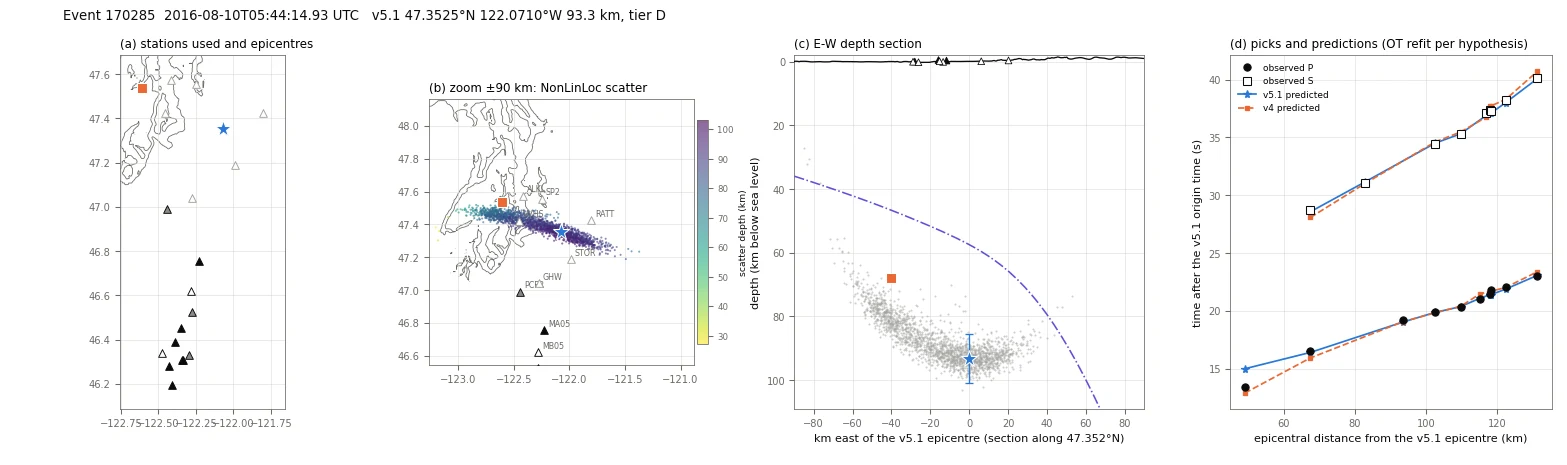 Event 170285  2016-08-10T05:44:14.93 UTC   v5.1 47.3525°N 122.0710°W 93.3 km, tier D
(a) stations used and epicentres
47.6
47.4
47.2
47.0
46.8
46.6
46.4
46.2
−122.75
−122.50
−122.25
−122.00
−121.75
(b) zoom ±90 km: NonLinLoc scatter
48.0
47.8
47.6
47.4
47.2
47.0
46.8
46.6
SP2
RATT
STOR
GHW
MA05
MB05
−123.0
−122.5
−122.0
−121.5
−121.0
100
90
80
70
60
50
40
30
scatter depth (km)
(c) E-W depth section
0
20
40
60
80
100
depth (km below sea level)
−80
−60
−40
−20
0
20
40
60
80
km east of the v5.1 epicentre (section along 47.352°N)
(d) picks and predictions (OT refit per hypothesis)
observed P
observed S
v5.1 predicted
v4 predicted
40
35
30
25
20
15
time after the v5.1 origin time (s)
60
80
100
120
epicentral distance from the v5.1 epicentre (km)